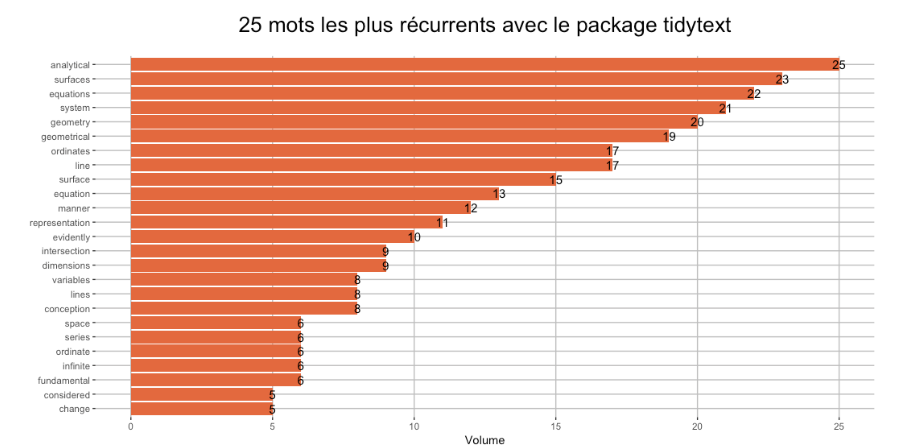 25 mots les plus récurrents avec le package tidytext
analytical 25
surfaces 23
equations 22
system 21
geometry 20
geometrical 19
ordinates 17
line 17
surface 15
equation 13
manner 12
representation 11
evidently 10
intersection 9
dimensions 9
variables 8
lines 8
conception 8
space 6
series 6
ordinate 6
infinite 6
fundamental 6
considered 5
change 5
0 5 10 15 20 25
Volume